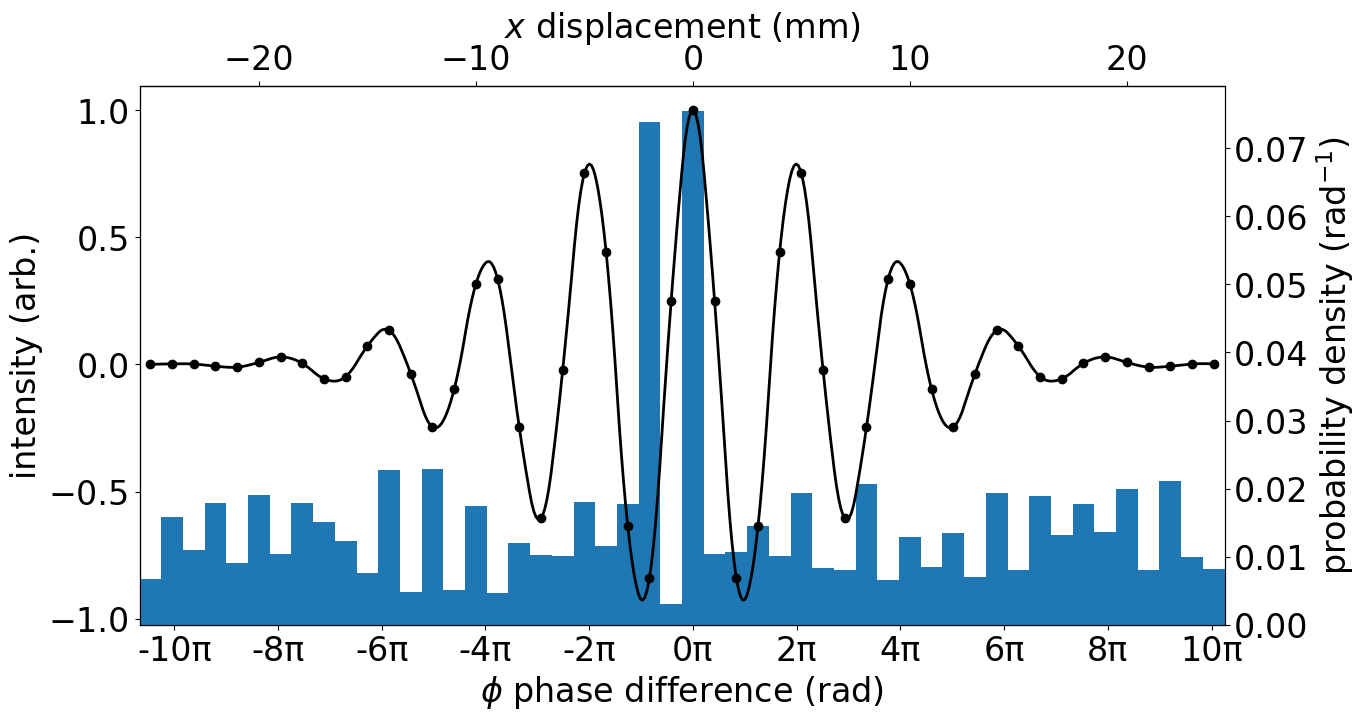 x displacement (mm)
−20 −10 0 10 20
intensity (arb.)
1.0
0.5
0.0
−0.5
−1.0
probability density (rad⁻¹)
0.07
0.06
0.05
0.04
0.03
0.02
0.01
0.00
-10π -8π -6π -4π -2π 0π 2π 4π 6π 8π 10π
ϕ phase difference (rad)